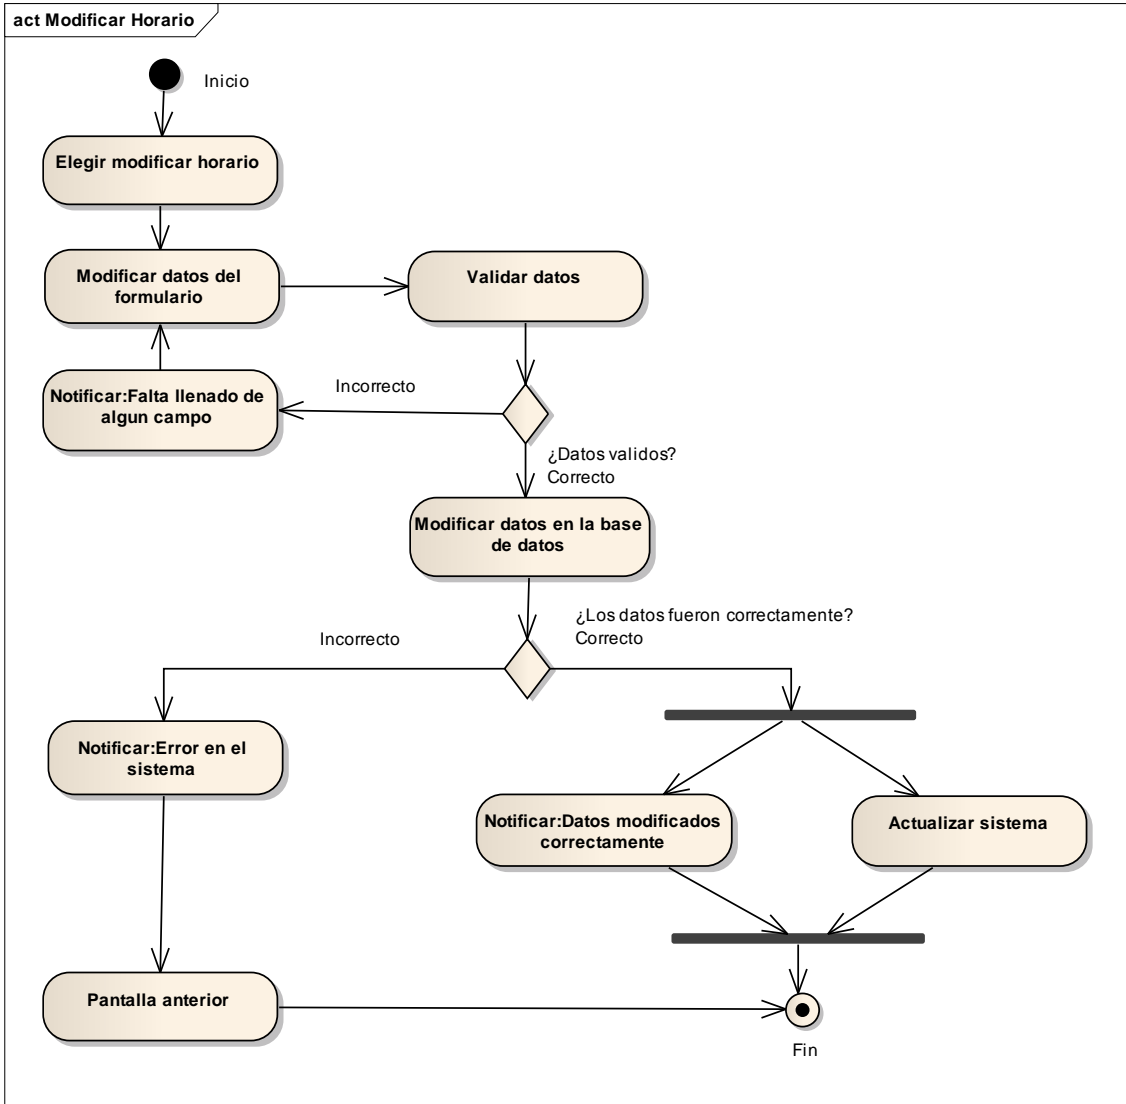 act Modificar Horario
Inicio
Elegir modificar horario
Modificar datos del
formulario
Validar datos
Notificar:Falta llenado de
algun campo
Incorrecto
¿Datos validos?
Correcto
Modificar datos en la base
de datos
¿Los datos fueron correctamente?
Correcto
Incorrecto
Notificar:Error en el
sistema
Notificar:Datos modificados
correctamente
Actualizar sistema
Pantalla anterior
Fin